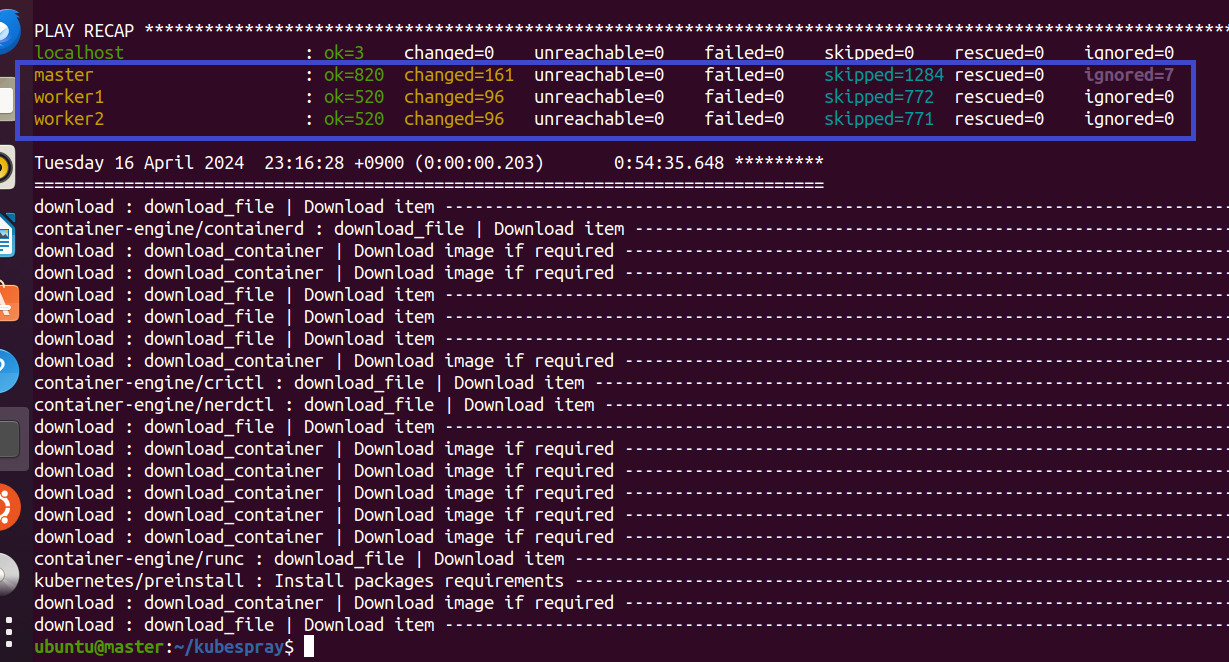 PLAY RECAP *************************************************************************************************************
localhost : ok=3 changed=0 unreachable=0 failed=0 skipped=0 rescued=0 ignored=0
master : ok=820 changed=161 unreachable=0 failed=0 skipped=1284 rescued=0 ignored=7
worker1 : ok=520 changed=96 unreachable=0 failed=0 skipped=772 rescued=0 ignored=0
worker2 : ok=520 changed=96 unreachable=0 failed=0 skipped=771 rescued=0 ignored=0
Tuesday 16 April 2024 23:16:28 +0900 (0:00:00.203) 0:54:35.648 *********
===============================================================================
download : download_file | Download item -------------------------------------------------------------------------------
container-engine/containerd : download_file | Download item ------------------------------------------------------------
download : download_container | Download image if required -------------------------------------------------------------
download : download_container | Download image if required -------------------------------------------------------------
download : download_file | Download item -------------------------------------------------------------------------------
download : download_file | Download item -------------------------------------------------------------------------------
download : download_file | Download item -------------------------------------------------------------------------------
download : download_container | Download image if required -------------------------------------------------------------
container-engine/crictl : download_file | Download item ----------------------------------------------------------------
container-engine/nerdctl : download_file | Download item ---------------------------------------------------------------
download : download_file | Download item -------------------------------------------------------------------------------
download : download_container | Download image if required -------------------------------------------------------------
download : download_container | Download image if required -------------------------------------------------------------
download : download_container | Download image if required -------------------------------------------------------------
download : download_container | Download image if required -------------------------------------------------------------
download : download_container | Download image if required -------------------------------------------------------------
container-engine/runc : download_file | Download item ------------------------------------------------------------------
kubernetes/preinstall : Install packages requirements ------------------------------------------------------------------
download : download_container | Download image if required -------------------------------------------------------------
download : download_file | Download item -------------------------------------------------------------------------------
ubuntu@master:~/kubespray$